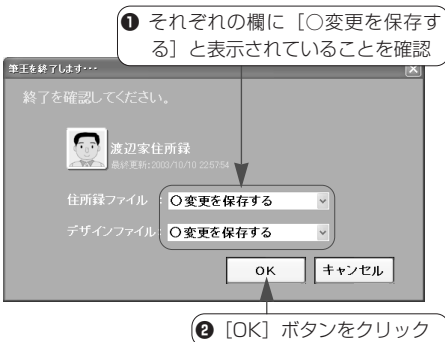 ❶ それぞれの欄に［○変更を保存す
る］と表示されていることを確認
筆王を終了します…
終了を確認してください。
渡辺家住所録
最終更新:2003/10/10 22:57:54
住所録ファイル : ○変更を保存する
デザインファイル : ○変更を保存する
OK キャンセル
❷［OK］ボタンをクリック